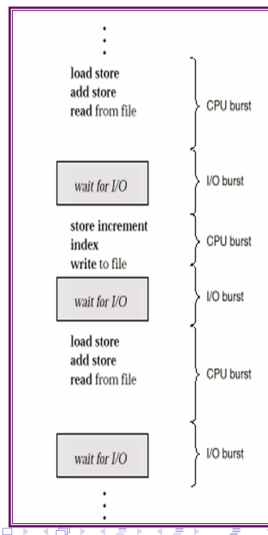 load store
add store
read from file
CPU burst
wait for I/O
I/O burst
store increment
index
write to file
CPU burst
wait for I/O
I/O burst
load store
add store
read from file
CPU burst
wait for I/O
I/O burst